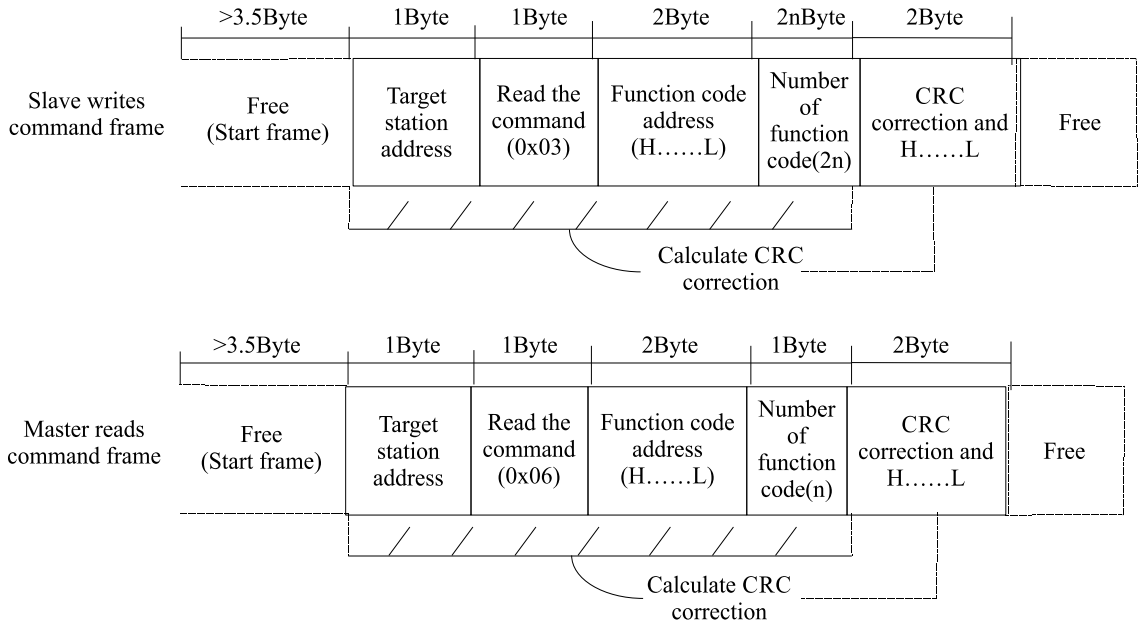 >3.5Byte 1Byte 1Byte 2Byte 2nByte 2Byte
Slave writes
command frame
Free
(Start frame)
Target
station
address
Read the
command
(0x03)
Function code
address
(H......L)
Number
of
function
code(2n)
CRC
correction and
H......L
Free
Calculate CRC
correction
>3.5Byte 1Byte 1Byte 2Byte 1Byte 2Byte
Master reads
command frame
Free
(Start frame)
Target
station
address
Read the
command
(0x06)
Function code
address
(H......L)
Number
of
function
code(n)
CRC
correction and
H......L
Free
Calculate CRC
correction